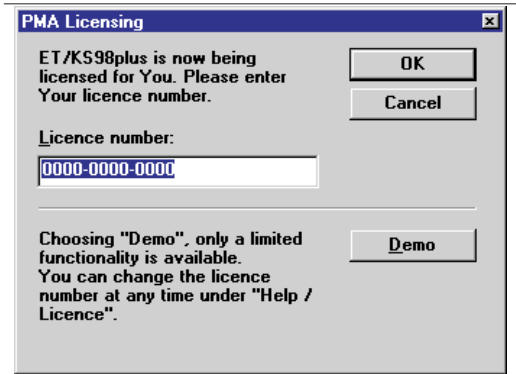 PMA Licensing
ET/KS98plus is now being
licensed for You. Please enter
Your licence number.
OK
Cancel
Licence number:
0000-0000-0000
Choosing "Demo", only a limited
functionality is available.
You can change the licence
number at any time under "Help /
Licence".
Demo